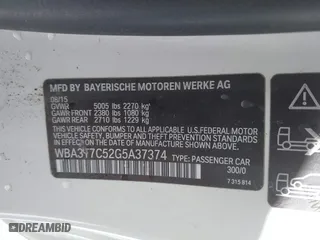 MFD BY BAYERISCHE MOTOREN WERKE AG
08/15
GVWR 5005 lbs 2270 kg
GAWR FRONT 2380 lbs 1080 kg
GAWR REAR 2710 lbs 1229 kg
THIS VEHICLE CONFORMS TO ALL APPLICABLE U.S. FEDERAL
MOTOR VEHICLE SAFETY, BUMPER, AND THEFT PREVENTION
STANDARDS IN EFFECT ON THE DATE OF MANUFACTURE
SHOWN ABOVE.
WBA3Y7C52G5A37374 TYPE: PASSENGER CAR
300/0
7 315 814